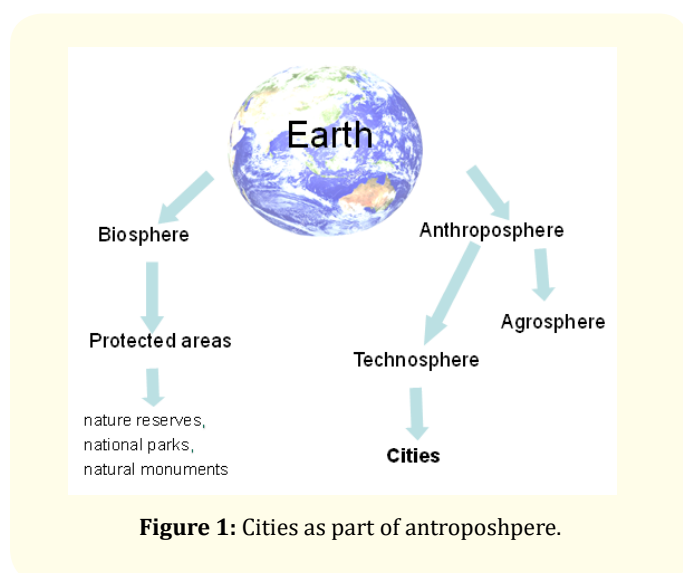 Earth
Biosphere
Anthroposphere
Protected areas
Agrosphere
Technosphere
nature reserves,
national parks,
natural monuments
Cities
Figure 1: Cities as part of antroposhpere.